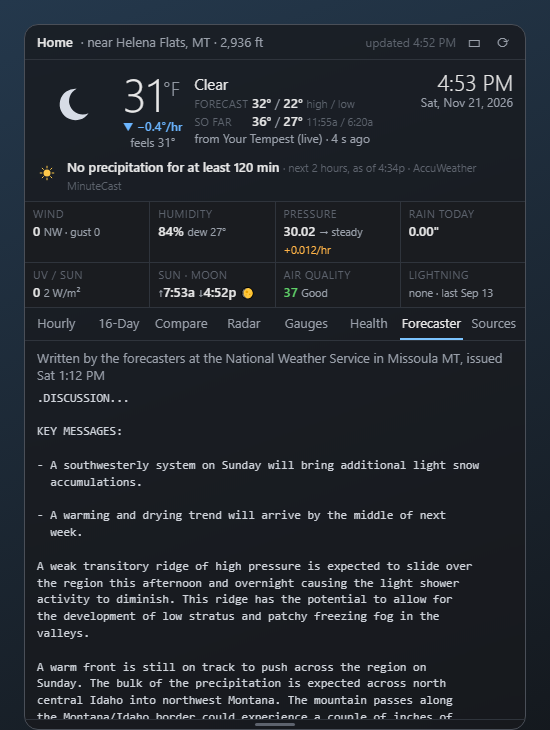 Home · near Helena Flats, MT · 2,936 ft
updated 4:52 PM
31°F
▼ −0.4°/hr
feels 31°
Clear
FORECAST 32° / 22° high / low
SO FAR 36° / 27° 11:55a / 6:20a
from Your Tempest (live) · 4 s ago
4:53 PM
Sat, Nov 21, 2026
No precipitation for at least 120 min · next 2 hours, as of 4:34p · AccuWeather
MinuteCast
WIND
0 NW · gust 0
HUMIDITY
84% dew 27°
PRESSURE
30.02 → steady
+0.012/hr
RAIN TODAY
0.00"
UV / SUN
0 2 W/m²
SUN · MOON
↑7:53a ↓4:52p
AIR QUALITY
37 Good
LIGHTNING
none · last Sep 13
Hourly 16-Day Compare Radar Gauges Health Forecaster Sources
Written by the forecasters at the National Weather Service in Missoula MT, issued
Sat 1:12 PM
.DISCUSSION...
KEY MESSAGES:
- A southwesterly system on Sunday will bring additional light snow
accumulations.
- A warming and drying trend will arrive by the middle of next
week.
A weak transitory ridge of high pressure is expected to slide over
the region this afternoon and overnight causing the light shower
activity to diminish. This ridge has the potential to allow for
the development of low stratus and patchy freezing fog in the
valleys.
A warm front is still on track to push across the region on
Sunday. The bulk of the precipitation is expected across north
central Idaho into northwest Montana. The mountain passes along
the Montana/Idaho border could experience a couple of inches of